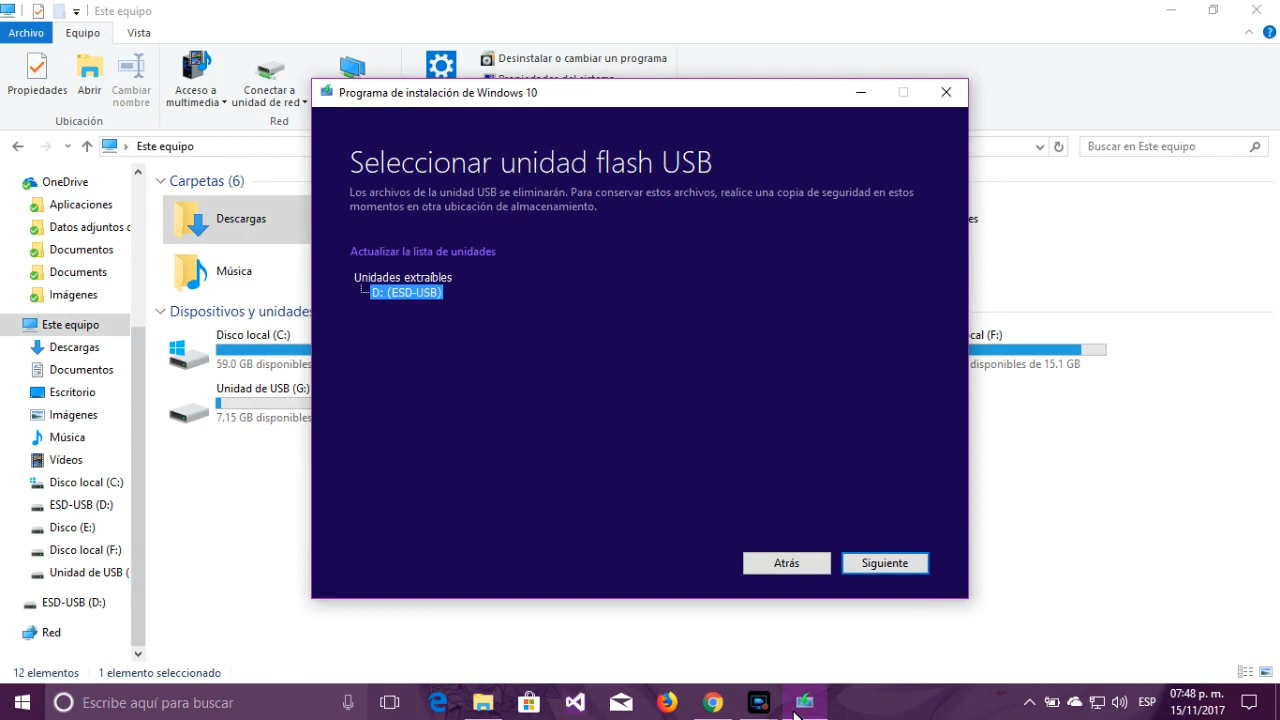 Este equipo
Archivo
Equipo
Vista
Propiedades
Abrir
Cambiar nombre
Acceso a multimedia
Conectar a unidad de red
Desinstalar o cambiar un programa
Ubicación
Red
Este equipo
Buscar en Este equipo
OneDrive
Aplicaciones
Datos adjuntos
Documentos
Documents
Imágenes
Este equipo
Descargas
Documentos
Escritorio
Imágenes
Música
Vídeos
Disco local (C:)
ESD-USB (D:)
Disco (E:)
Disco local (F:)
Unidad de USB (
ESD-USB (D:)
Red
Carpetas (6)
Descargas
Música
Dispositivos y unidades
Disco local (C:)
59.0 GB disponibles
Unidad de USB (G:)
7.15 GB disponibles
es
cal (F:)
disponibles de 15.1 GB
Programa de instalación de Windows 10
Seleccionar unidad flash USB
Los archivos de la unidad USB se eliminarán. Para conservar estos archivos, realice una copia de seguridad en estos
momentos en otra ubicación de almacenamiento.
Actualizar la lista de unidades
Unidades extraíbles
D: (ESD-USB)
Atrás
Siguiente
12 elementos
1 elemento seleccionado
Escribe aquí para buscar
ESP
07:48 p. m.
15/11/2017